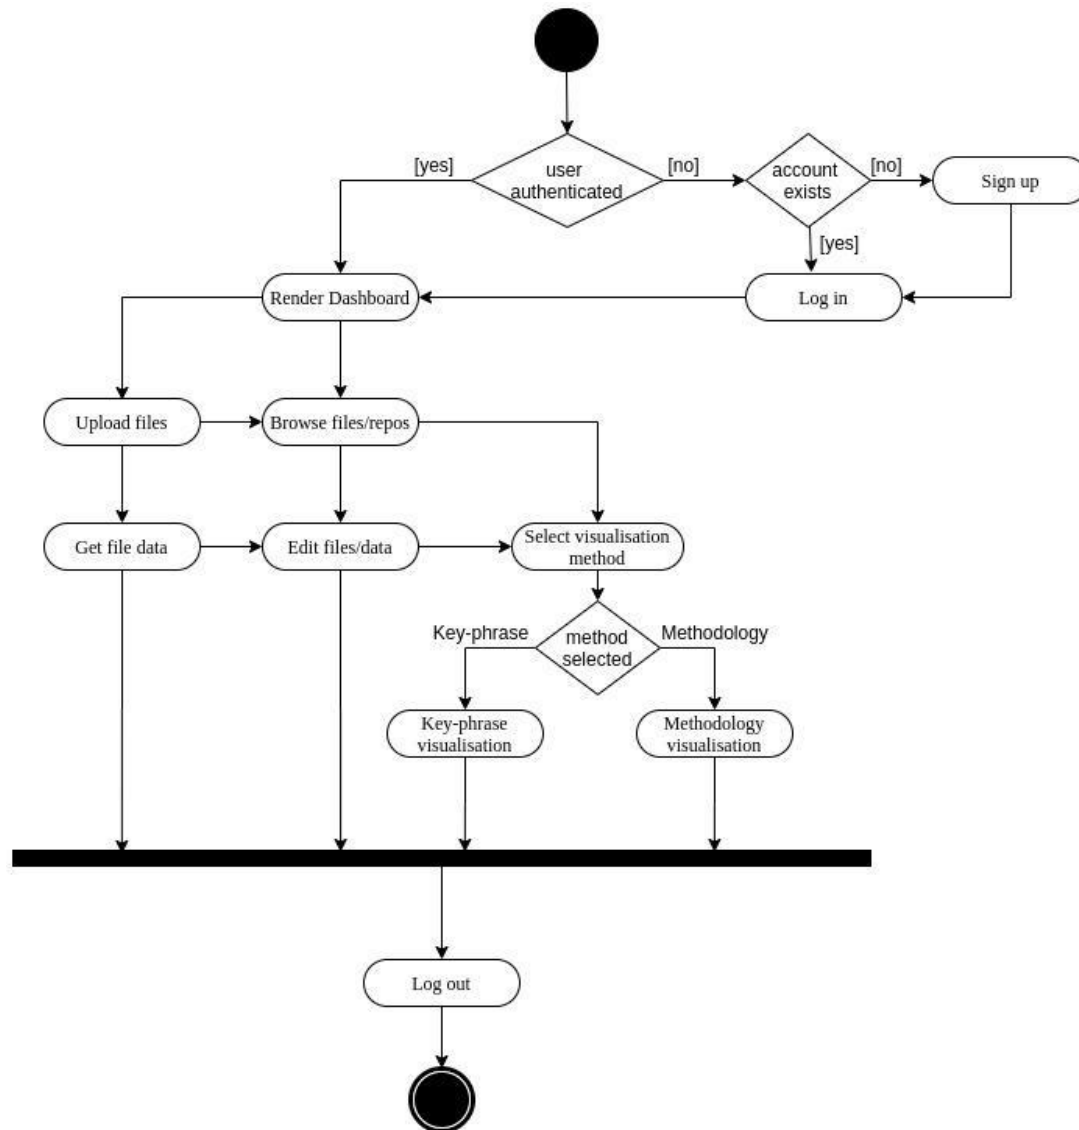 [yes]
user
authenticated
[no]
account
exists
[no]
Sign up
[yes]
Render Dashboard
Log in
Upload files
Browse files/repos
Get file data
Edit files/data
Select visualisation
method
Key-phrase
method
selected
Methodology
Key-phrase
visualisation
Methodology
visualisation
Log out